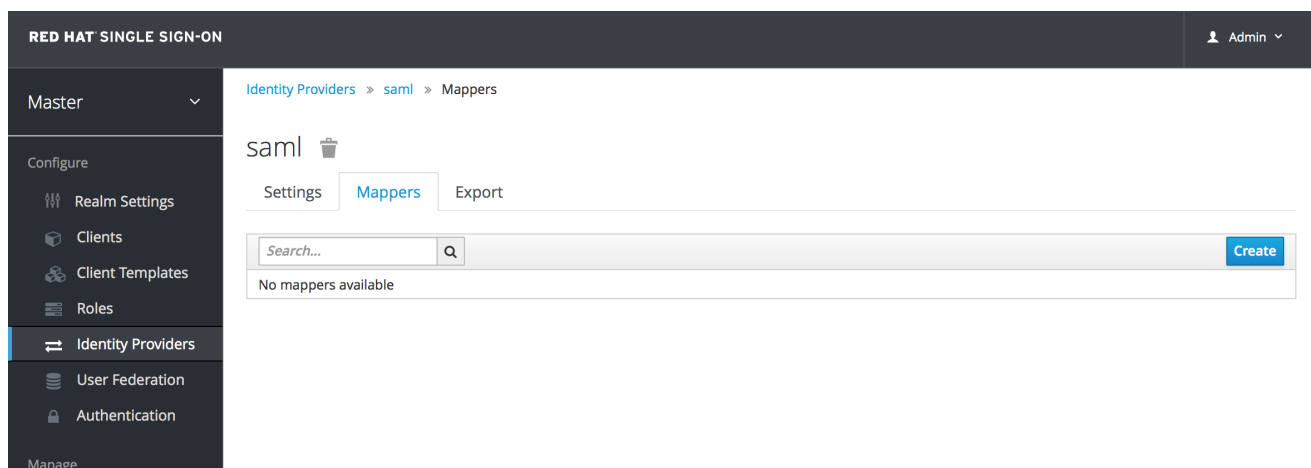 RED HAT SINGLE SIGN-ON
Admin
Master
Identity Providers » saml » Mappers
saml
Configure
Settings Mappers Export
Realm Settings
Clients
Client Templates
Roles
Identity Providers
User Federation
Authentication
Manage
Search...
Create
No mappers available